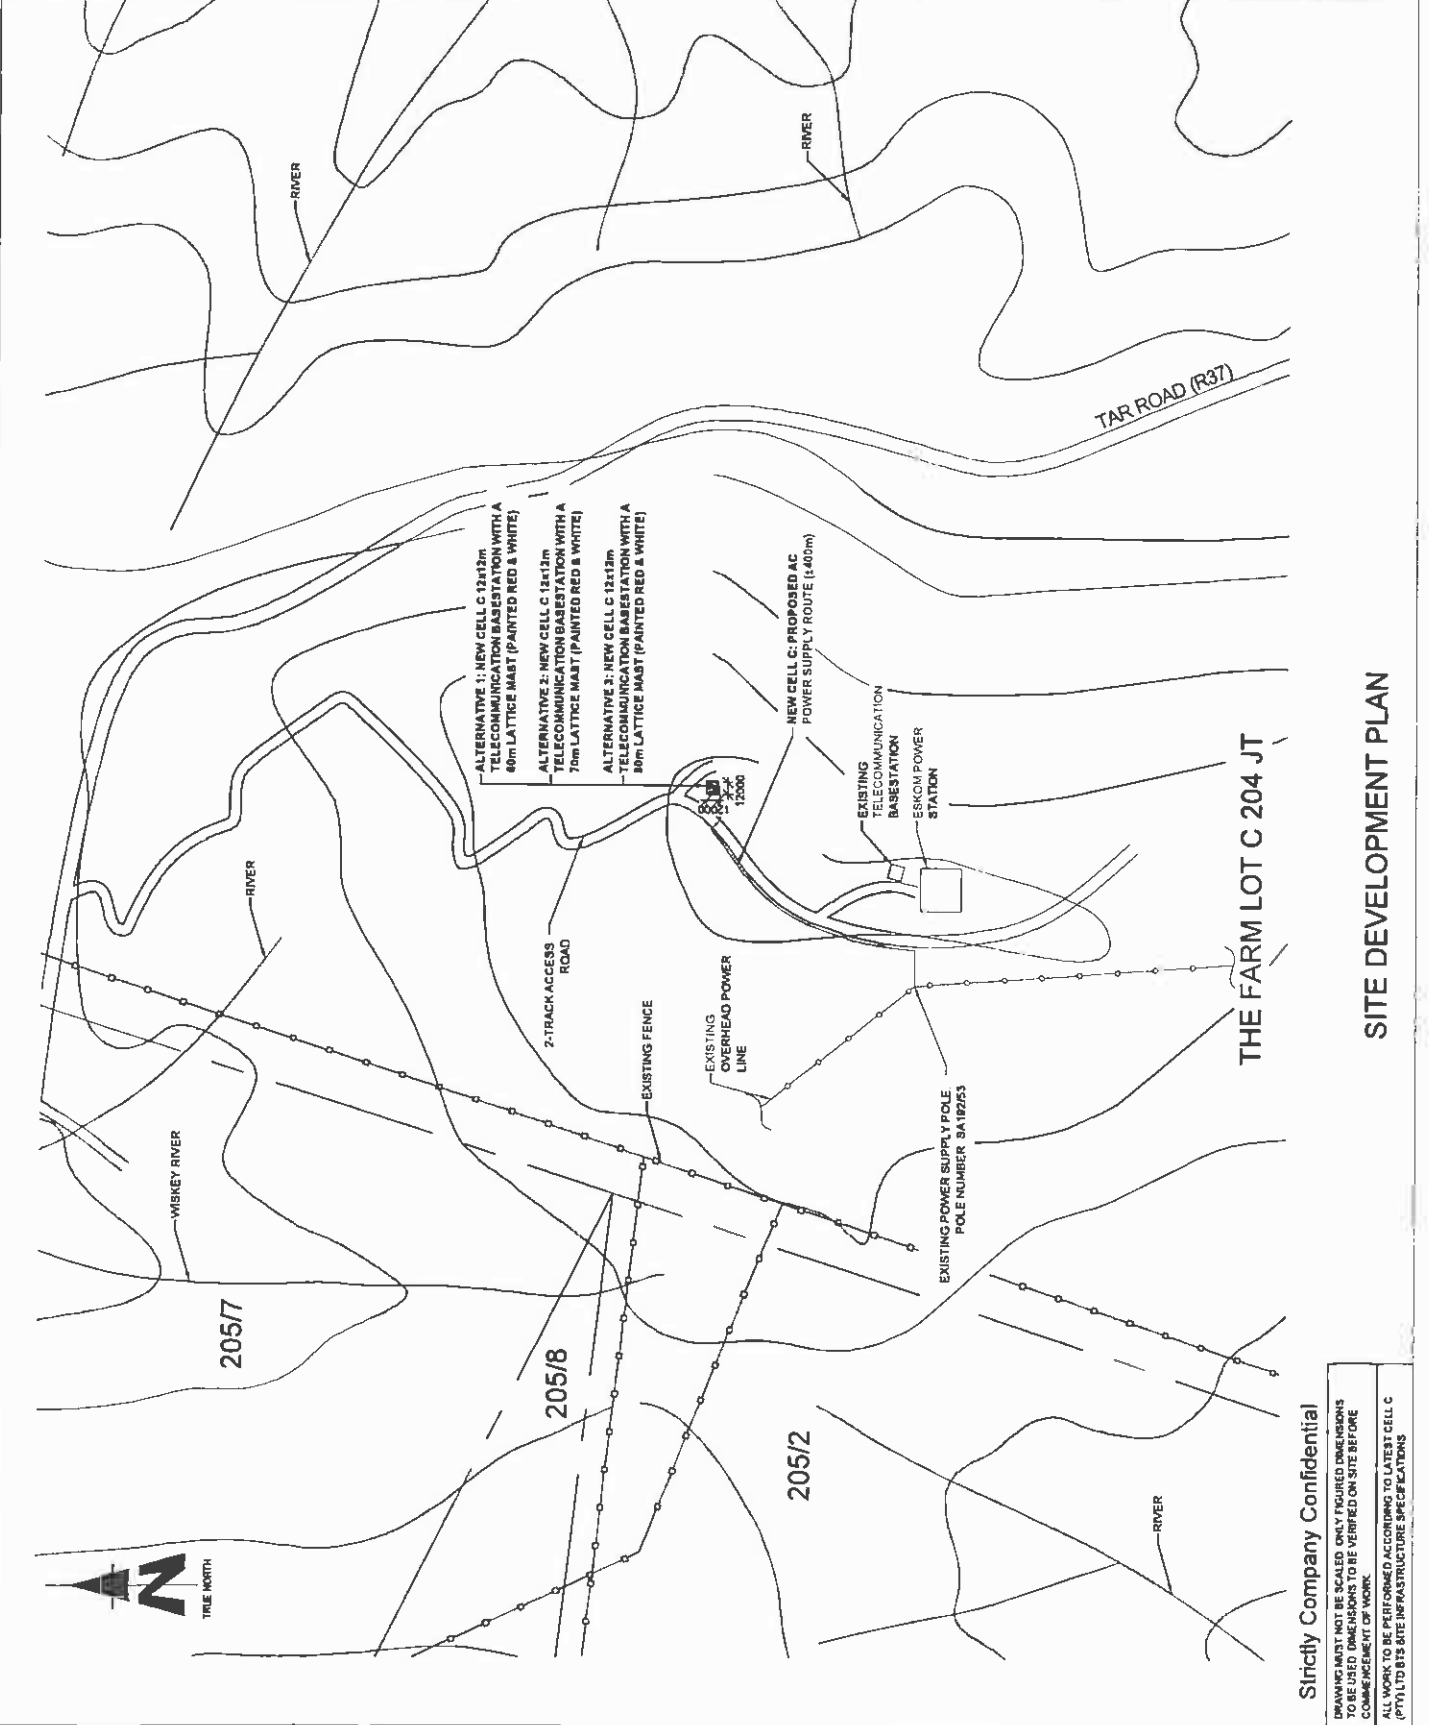 TRUE NORTH
N
205/7
205/8
205/2
WISKEY RIVER
RIVER
RIVER
RIVER
RIVER
2-TRACK ACCESS
ROAD
EXISTING FENCE
EXISTING
OVERHEAD POWER
LINE
EXISTING POWER SUPPLY POLE
POLE NUMBER SA192/53
ALTERNATIVE 1: NEW CELL C 12x12m
TELECOMMUNICATION BASESTATION WITH A
60m LATTICE MAST (PAINTED RED & WHITE)
ALTERNATIVE 2: NEW CELL C 12x12m
TELECOMMUNICATION BASESTATION WITH A
70m LATTICE MAST (PAINTED RED & WHITE)
ALTERNATIVE 3: NEW CELL C 12x12m
TELECOMMUNICATION BASESTATION WITH A
80m LATTICE MAST (PAINTED RED & WHITE)
12000
12000
NEW CELL C: PROPOSED AC
POWER SUPPLY ROUTE (±400m)
EXISTING
TELECOMMUNICATION
BASESTATION
ESKOM POWER
STATION
TAR ROAD (R37)
THE FARM LOT C 204 JT
SITE DEVELOPMENT PLAN
Strictly Company Confidential
DRAWING MUST NOT BE SCALED ONLY FIGURED DIMENSIONS
TO BE USED. DIMENSIONS TO BE VERIFIED ON SITE BEFORE
COMMENCEMENT OF WORK.
ALL WORK TO BE PERFORMED ACCORDING TO LATEST CELL C
(PTY) LTD BTS SITE INFRASTRUCTURE SPECIFICATIONS